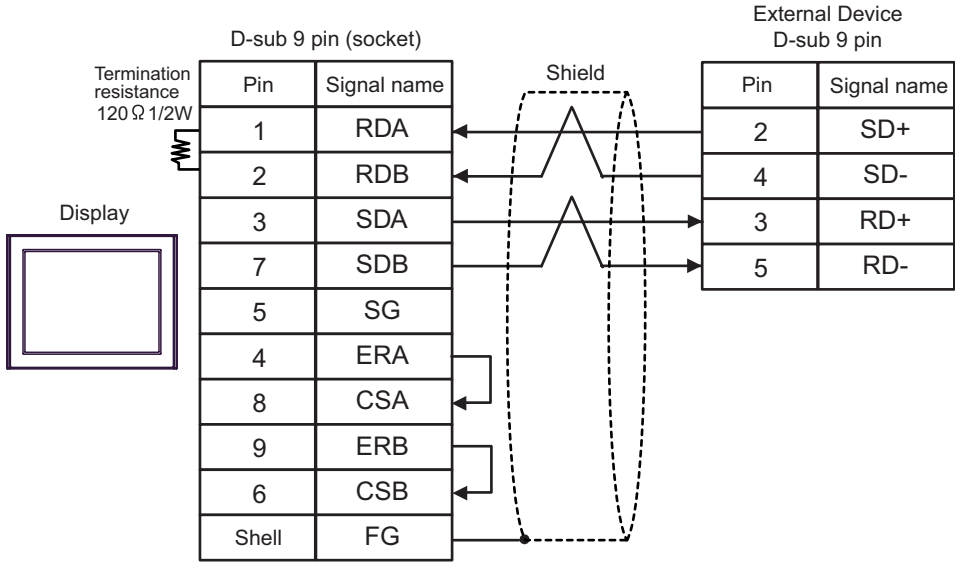 External Device
D-sub 9 pin (socket)
D-sub 9 pin
Termination
resistance
120 Ω 1/2W
Pin Signal name
Shield
Pin Signal name
1 RDA
2 SD+
2 RDB
4 SD-
Display
3 SDA
3 RD+
7 SDB
5 RD-
5 SG
4 ERA
8 CSA
9 ERB
6 CSB
Shell FG